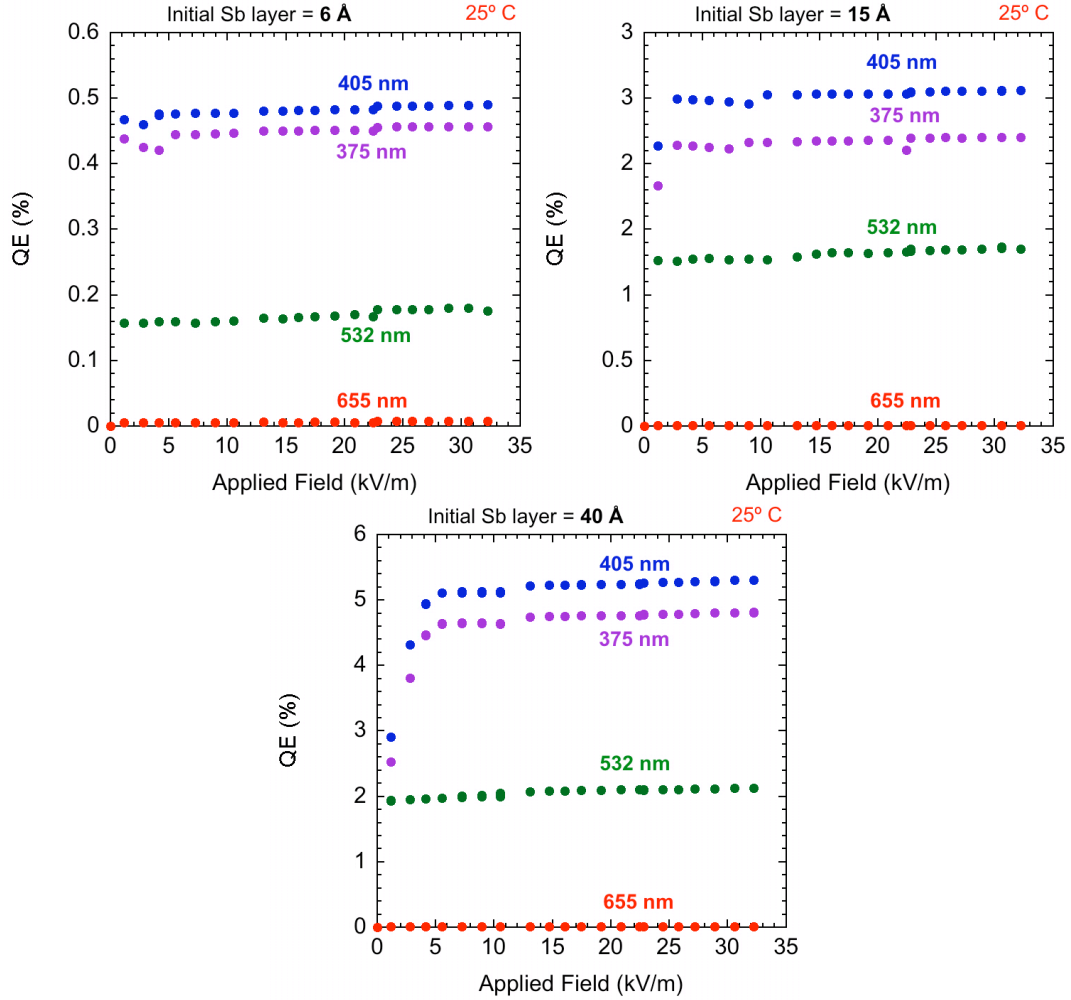 Initial Sb layer = 6 Å 25º C
0.6
0.5
0.4
0.3
0.2
0.1
0
QE (%)
405 nm
375 nm
532 nm
655 nm
0 5 10 15 20 25 30 35
Applied Field (kV/m)
Initial Sb layer = 15 Å 25º C
3
3
2
2
1
0.5
0
QE (%)
405 nm
375 nm
532 nm
655 nm
0 5 10 15 20 25 30 35
Applied Field (kV/m)
Initial Sb layer = 40 Å 25º C
6
5
4
3
2
1
0
QE (%)
405 nm
375 nm
532 nm
655 nm
0 5 10 15 20 25 30 35
Applied Field (kV/m)